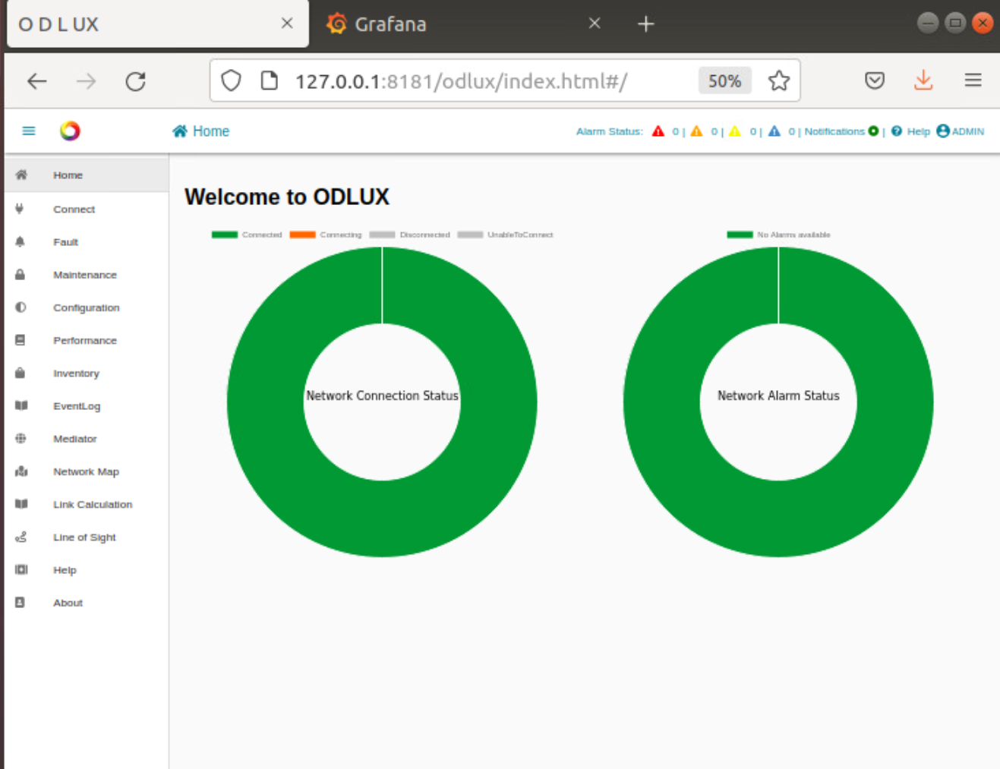 O D L UX
Grafana
127.0.0.1:8181/odlux/index.html#/
50%
Home
Alarm Status: 0 | 0 | 0 | 0 | Notifications | Help ADMIN
Home
Connect
Fault
Maintenance
Configuration
Performance
Inventory
EventLog
Mediator
Network Map
Link Calculation
Line of Sight
Help
About
Welcome to ODLUX
Connected Connecting Disconnected UnableToConnect
Network Connection Status
No Alarms available
Network Alarm Status